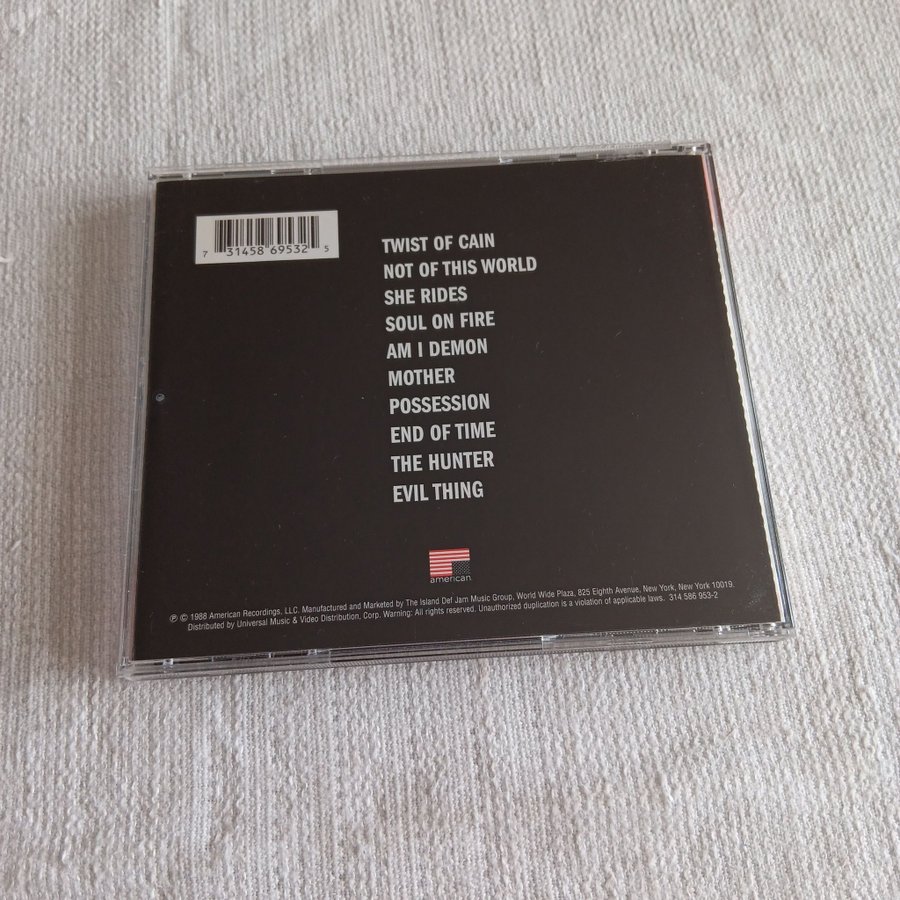 7 31458 69532 5
TWIST OF CAIN
NOT OF THIS WORLD
SHE RIDES
SOUL ON FIRE
AM I DEMON
MOTHER
POSSESSION
END OF TIME
THE HUNTER
EVIL THING
american
℗ © 1988 American Recordings, LLC. Manufactured and Marketed by The Island Def Jam Music Group, World Wide Plaza, 825 Eighth Avenue, New York, New York 10019.
Distributed by Universal Music & Video Distribution, Corp. Warning: All rights reserved. Unauthorized duplication is a violation of applicable laws. 314 586 953-2